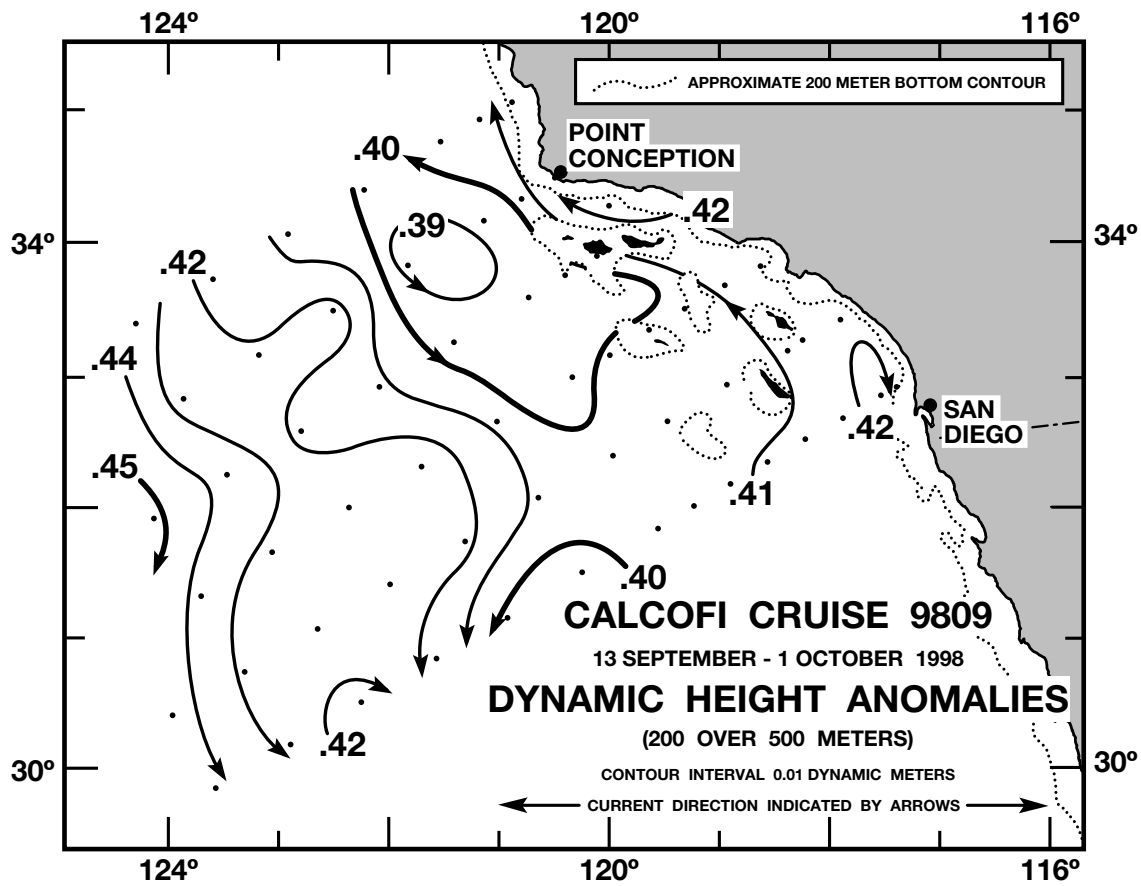 124º 120º 116º
APPROXIMATE 200 METER BOTTOM CONTOUR
POINT
CONCEPTION
.40
.42
.39
34º 34º
.42
.44
SAN
DIEGO
.42
.45
.41
.40
CALCOFI CRUISE 9809
13 SEPTEMBER - 1 OCTOBER 1998
DYNAMIC HEIGHT ANOMALIES
(200 OVER 500 METERS)
.42
30º 30º
CONTOUR INTERVAL 0.01 DYNAMIC METERS
CURRENT DIRECTION INDICATED BY ARROWS
124º 120º 116º